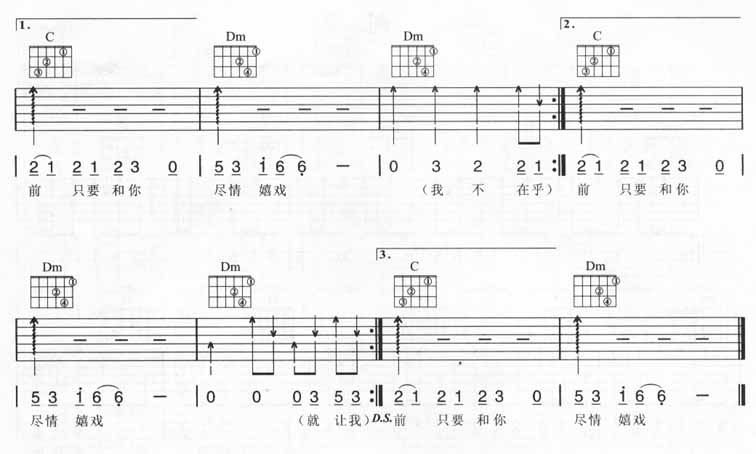 1. 2.
C Dm Dm C
2 1 2 1 2 3 0 5 3 i 6 6 — 0 3 2 2 1 2 1 2 1 2 3 0
前 只要 和你 尽情 嬉戏 (我 不 在乎) 前 只要 和你
3.
Dm Dm C Dm
5 3 i 6 6 — 0 0 0 3 5 3 2 1 2 1 2 3 0 5 3 i 6 6 —
尽情 嬉戏 (就 让我) D.S. 前 只要 和你 尽情 嬉戏